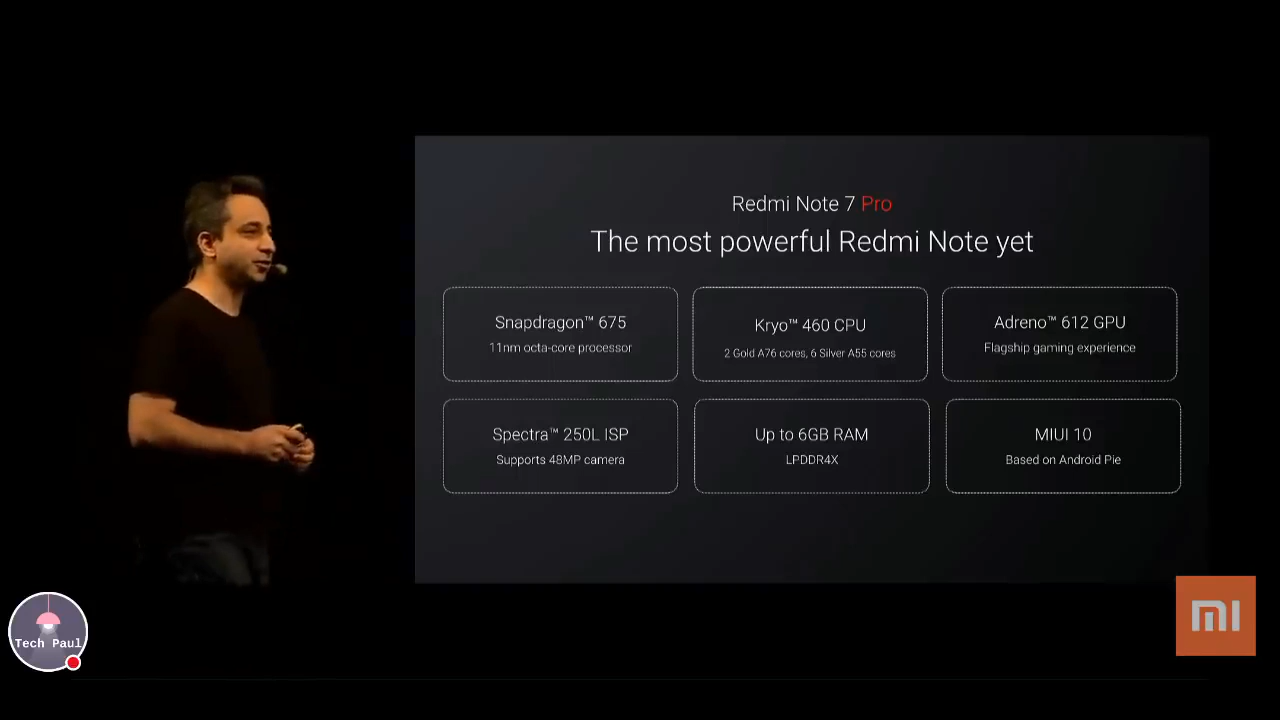 Redmi Note 7 Pro
The most powerful Redmi Note yet
Snapdragon™ 675
11nm octa-core processor
Kryo™ 460 CPU
2 Gold A76 cores, 6 Silver A55 cores
Adreno™ 612 GPU
Flagship gaming experience
Spectra™ 250L ISP
Supports 48MP camera
Up to 6GB RAM
LPDDR4X
MIUI 10
Based on Android Pie
Tech Paul
MI